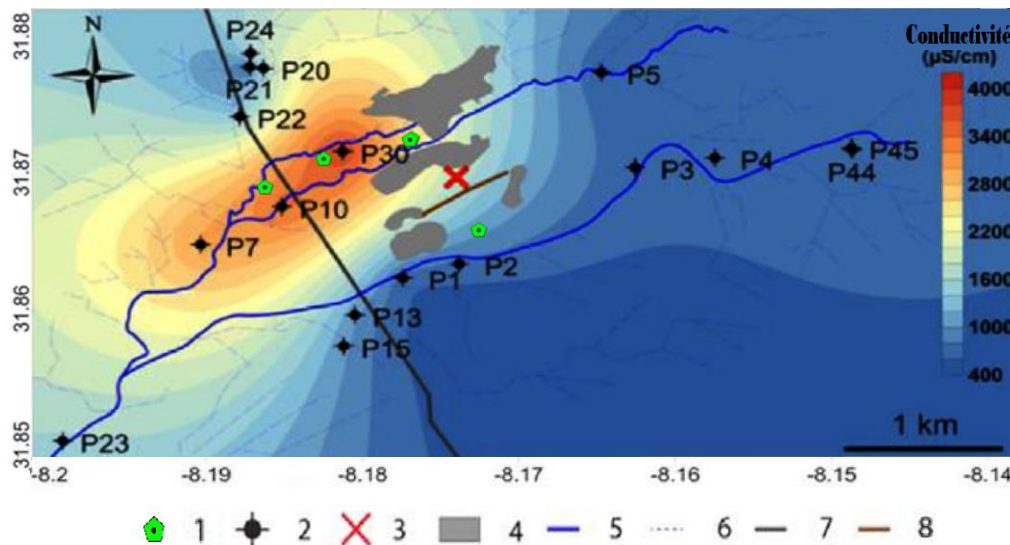 31.88
31.87
31.86
31.85
N
P24
P20
P21
P22
P30
P10
P7
P23
P1
P2
P13
P15
P5
P3
P4
P45
P44
Conductivité
(µS/cm)
4000
3400
2800
2200
1600
1000
400
1 km
-8.2
-8.19
-8.18
-8.17
-8.16
-8.15
-8.14
1 2 3 4 5 6 7 8